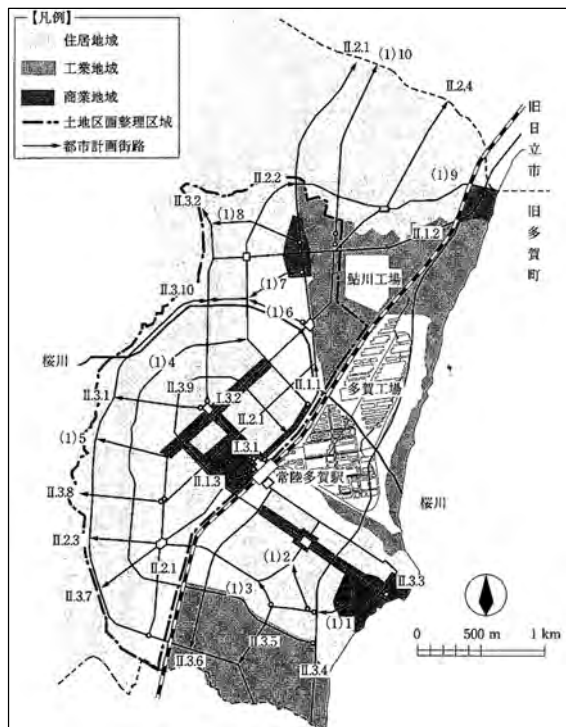 【凡例】
住居地域
工業地域
商業地域
土地区画整理区域
都市計画街路
II.2.1
(1)10
II.2.4
旧日立市
旧多賀町
(1)9
II.2.2
II.3.2
(1)8
II.1.2
鮎川工場
(1)7
II.3.10
(1)6
桜川
(1)4
II.3.9
II.3.1
I.3.2
II.1.1
多賀工場
II.2.1
(1)5
I.3.1
常陸多賀駅
II.1.3
桜川
II.3.8
II.2.3
(1)2
II.2.1
II.3.3
II.3.7
(1)3
(1)1
II.3.5
II.3.6
II.3.4
0 500 m 1 km